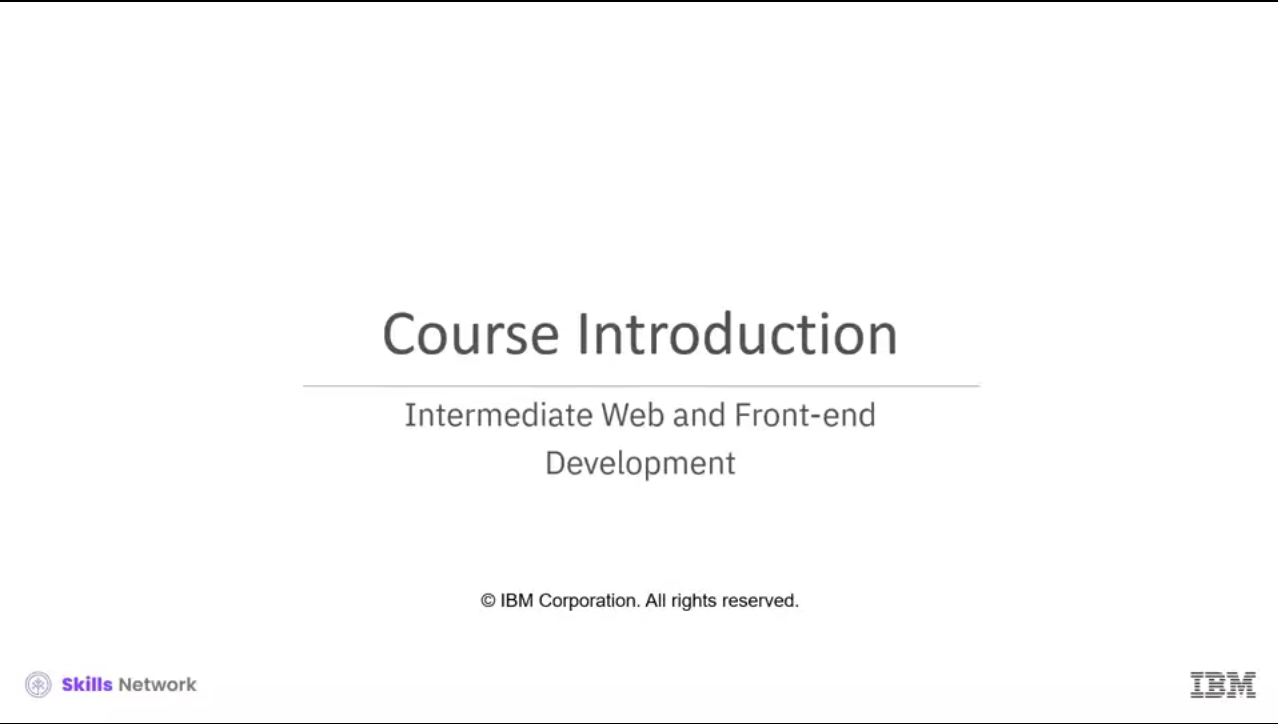 Course Introduction
Intermediate Web and Front-end
Development
© IBM Corporation. All rights reserved.
Skills Network
IBM